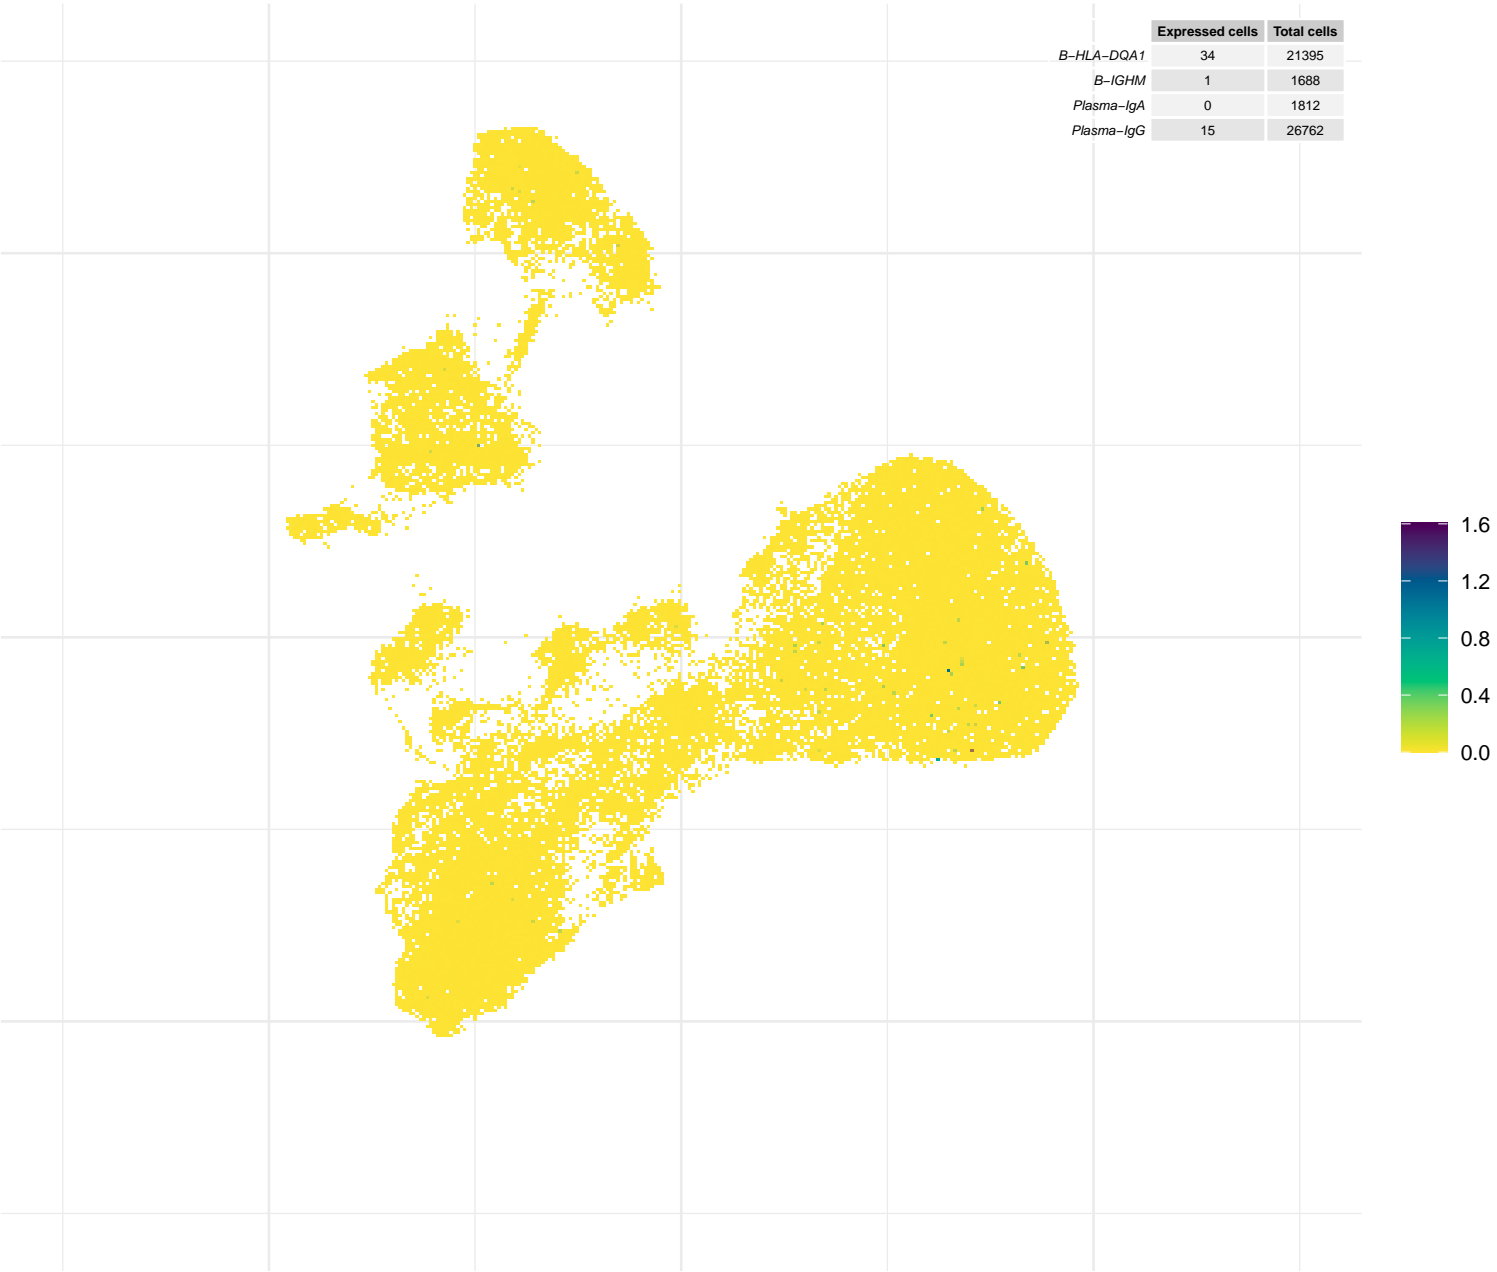 Expressed cells Total cells
B−HLA−DQA1 34 21395
B−IGHM 1 1688
Plasma−IgA 0 1812
Plasma−IgG 15 26762
1.6
1.2
0.8
0.4
0.0